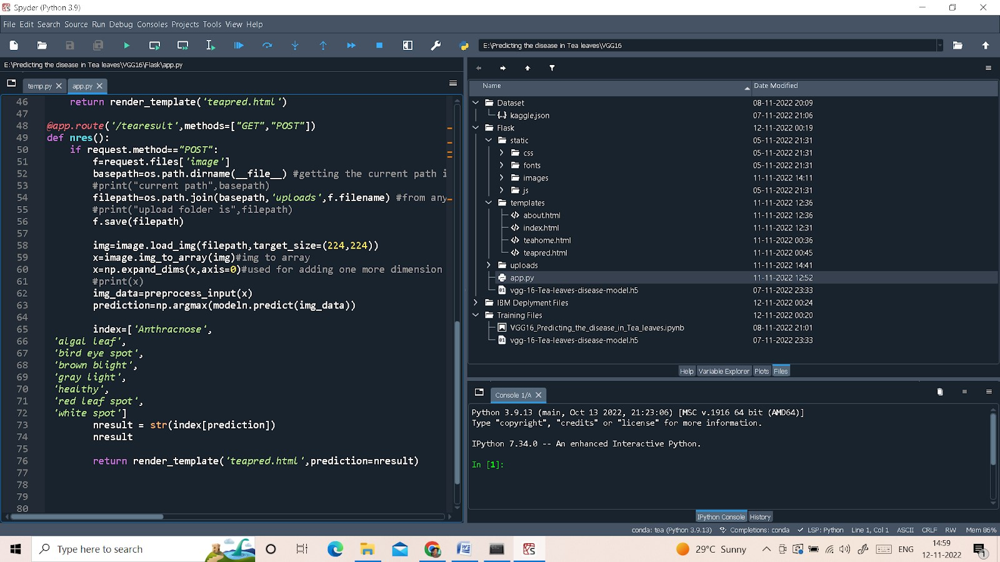 Spyder (Python 3.9)
File Edit Search Source Run Debug Consoles Projects Tools View Help
E:\Predicting the disease in Tea leaves\VGG16
E:\Predicting the disease in Tea leaves\VGG16\Flask\app.py
temp.py
app.py
46 return render_template('teapred.html')
47
48 @app.route('/tearesult',methods=["GET","POST"])
49 def nres():
50 if request.method=="POST":
51 f=request.files['image']
52 basepath=os.path.dirname(__file__) #getting the current path i
53 #print("current path",basepath)
54 filepath=os.path.join(basepath,'uploads',f.filename) #from any
55 #print("upload folder is",filepath)
56 f.save(filepath)
57
58 img=image.load_img(filepath,target_size=(224,224))
59 x=image.img_to_array(img)#img to array
60 x=np.expand_dims(x,axis=0)#used for adding one more dimension
61 #print(x)
62 img_data=preprocess_input(x)
63 prediction=np.argmax(modeln.predict(img_data))
64
65 index=['Anthracnose',
66 'algal leaf',
67 'bird eye spot',
68 'brown blight',
69 'gray light',
70 'healthy',
71 'red leaf spot',
72 'white spot']
73 nresult = str(index[prediction])
74 nresult
75
76 return render_template('teapred.html',prediction=nresult)
77
78
79
80
Name Date Modified
Dataset 08-11-2022 20:09
kaggle.json 07-11-2022 21:06
Flask 12-11-2022 00:19
static 05-11-2022 21:31
css 05-11-2022 21:31
fonts 05-11-2022 21:31
images 11-11-2022 14:11
js 05-11-2022 21:31
templates 11-11-2022 12:36
about.html 11-11-2022 12:36
index.html 11-11-2022 12:31
teahome.html 11-11-2022 00:36
teapred.html 11-11-2022 00:45
uploads 11-11-2022 14:41
app.py 11-11-2022 12:52
vgg-16-Tea-leaves-disease-model.h5 07-11-2022 23:33
IBM Deplyment Files 12-11-2022 00:24
Training Files 12-11-2022 00:20
VGG16_Predicting_the_disease_in_Tea_leaves.ipynb 08-11-2022 21:01
vgg-16-Tea-leaves-disease-model.h5 07-11-2022 23:33
Help Variable Explorer Plots Files
Console 1/A
Python 3.9.13 (main, Oct 13 2022, 21:23:06) [MSC v.1916 64 bit (AMD64)]
Type "copyright", "credits" or "license" for more information.
IPython 7.34.0 -- An enhanced Interactive Python.
In [1]:
IPython Console History
conda: tea (Python 3.9.13) Completions: conda LSP: Python Line 1, Col 1 ASCII CRLF RW Mem 86%
Type here to search
29°C Sunny
ENG
14:59
12-11-2022
1